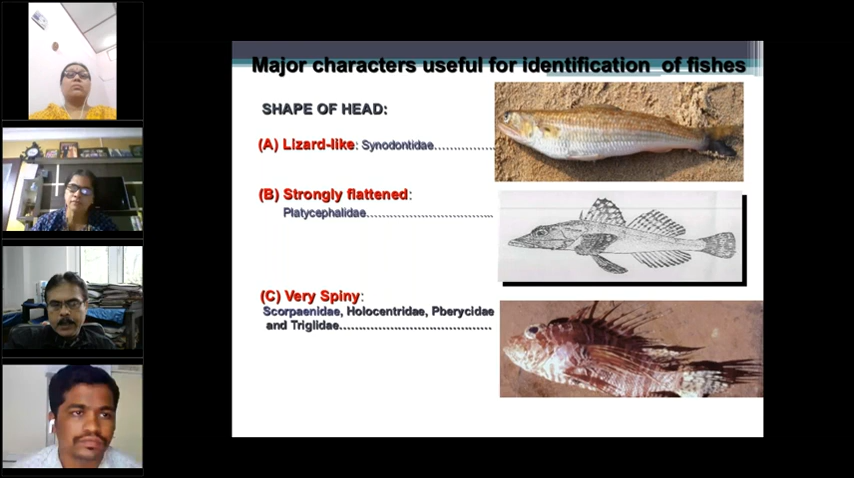 Major characters useful for identification of fishes
SHAPE OF HEAD:
(A) Lizard-like: Synodontidae................
(B) Strongly flattened:
Platycephalidae................................
(C) Very Spiny:
Scorpaenidae, Holocentridae, Pberycidae
and Triglidae......................................